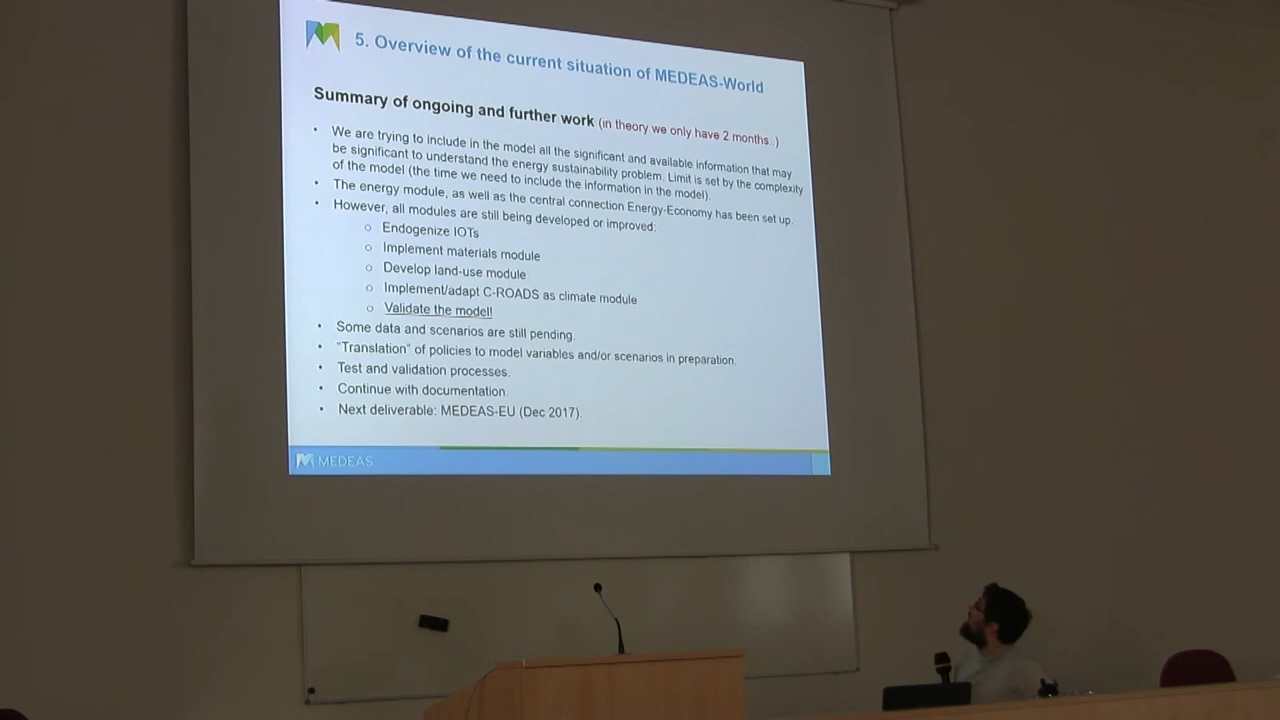 5. Overview of the current situation of MEDEAS-World
Summary of ongoing and further work (in theory we only have 2 months..)
• We are trying to include in the model all the significant and available information that may
be significant to understand the energy sustainability problem. Limit is set by the complexity
of the model (the time we need to include the information in the model).
• The energy module, as well as the central connection Energy-Economy has been set up.
• However, all modules are still being developed or improved:
o Endogenize IOTs
o Implement materials module
o Develop land-use module
o Implement/adapt C-ROADS as climate module
o Validate the model!
• Some data and scenarios are still pending.
• “Translation” of policies to model variables and/or scenarios in preparation.
• Test and validation processes.
• Continue with documentation.
• Next deliverable: MEDEAS-EU (Dec 2017).
MEDEAS